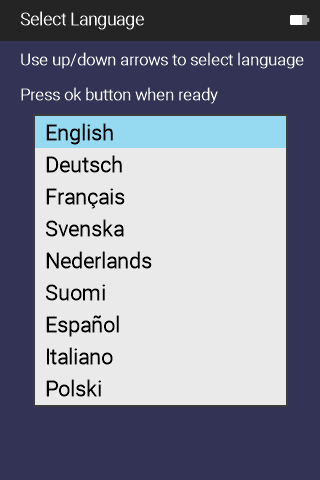 Select Language
Use up/down arrows to select language
Press ok button when ready
English
Deutsch
Français
Svenska
Nederlands
Suomi
Español
Italiano
Polski